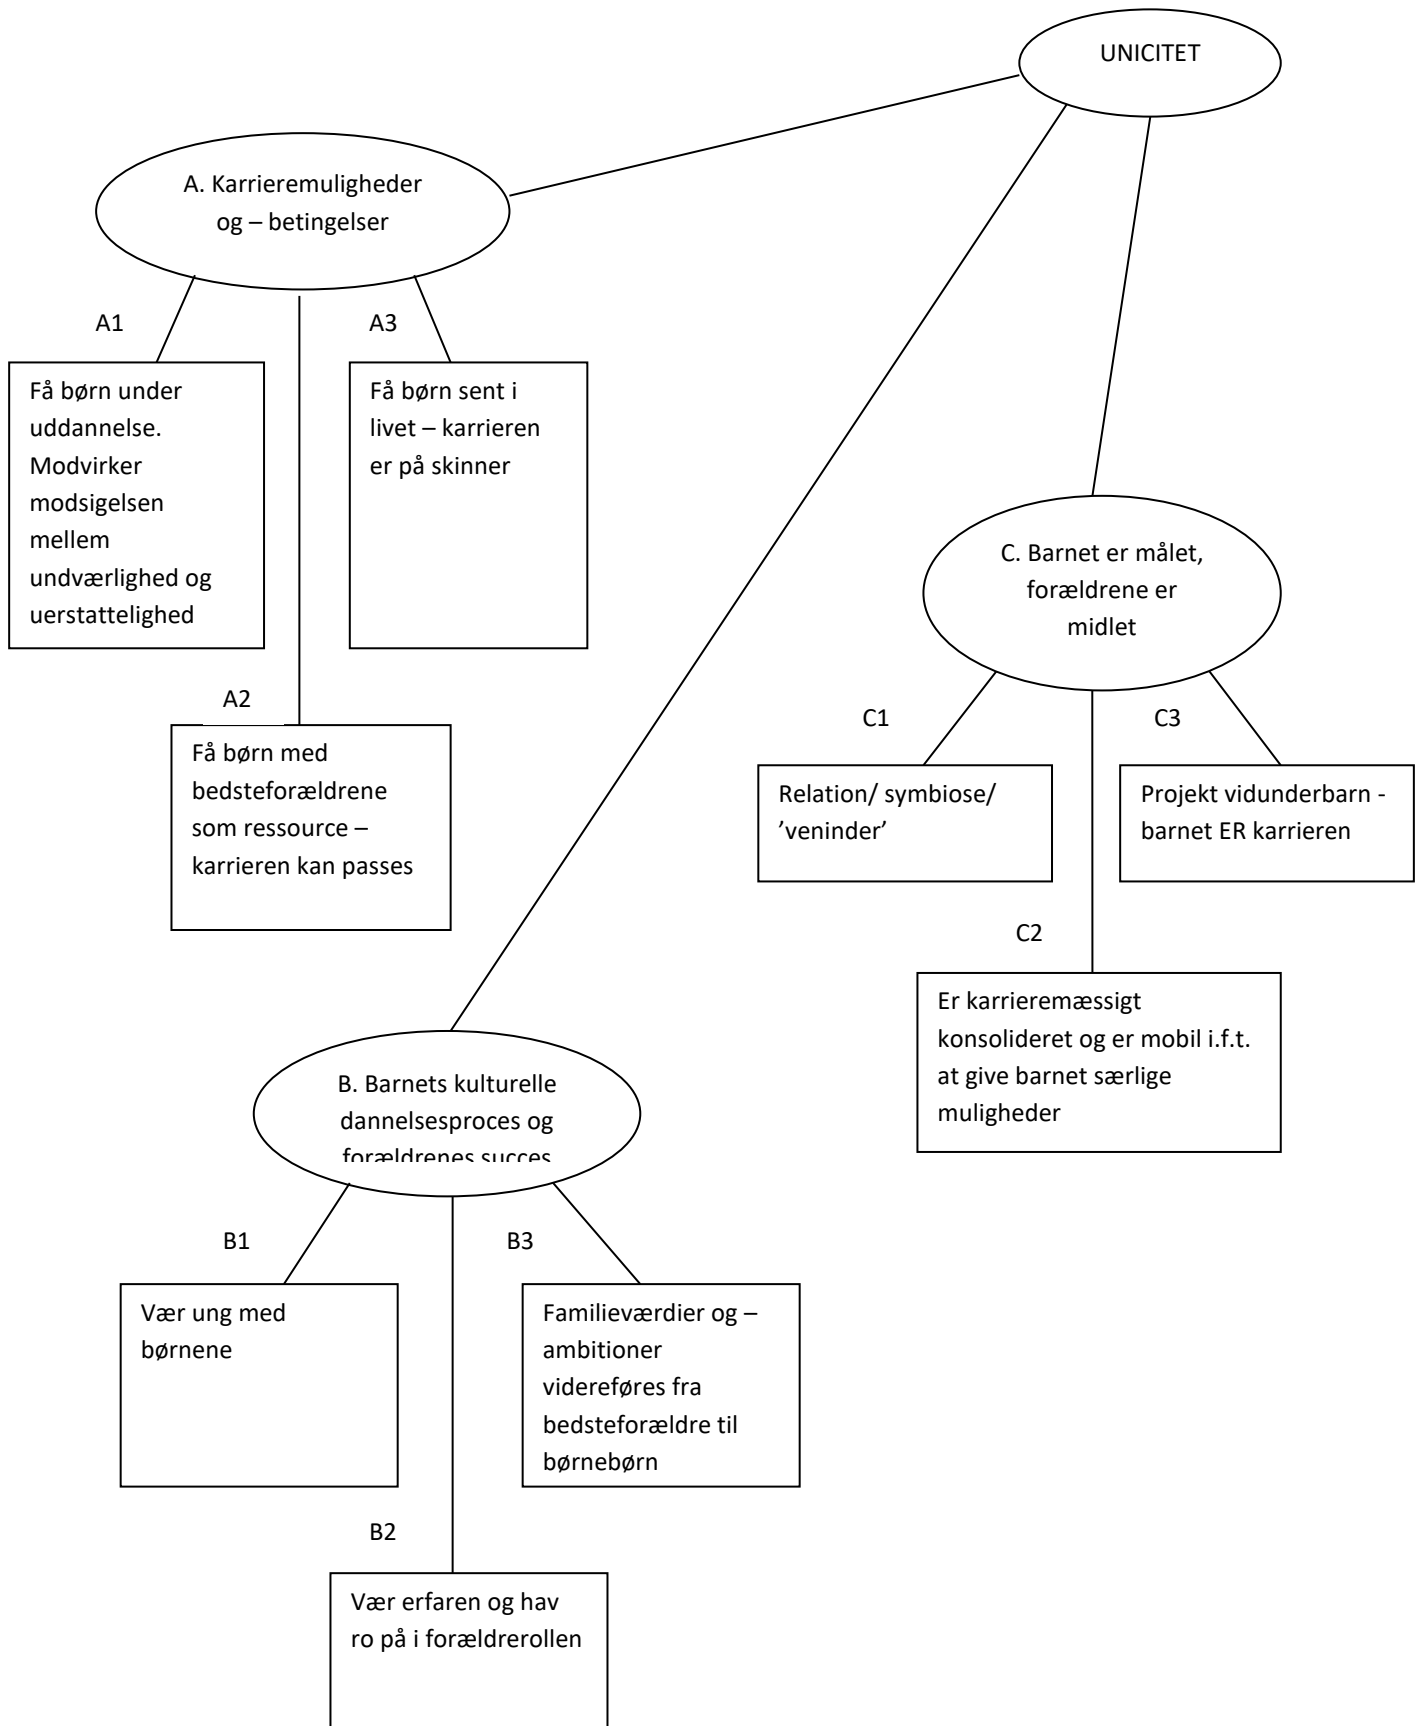 UNICITET
A. Karrieremuligheder
og – betingelser
A1
A3
Få børn under
uddannelse.
Modvirker
modsigelsen
mellem
undværlighed og
uerstattelighed
Få børn sent i
livet – karrieren
er på skinner
A2
Få børn med
bedsteforældrene
som ressource –
karrieren kan passes
C. Barnet er målet,
forældrene er
midlet
C1
C3
Relation/ symbiose/
’veninder’
Projekt vidunderbarn -
barnet ER karrieren
C2
Er karrieremæssigt
konsolideret og er mobil i.f.t.
at give barnet særlige
muligheder
B. Barnets kulturelle
dannelsesproces og
forældrenes succes
B1
B3
Vær ung med
børnene
Familieværdier og –
ambitioner
videreføres fra
bedsteforældre til
børnebørn
B2
Vær erfaren og hav
ro på i forældrerollen